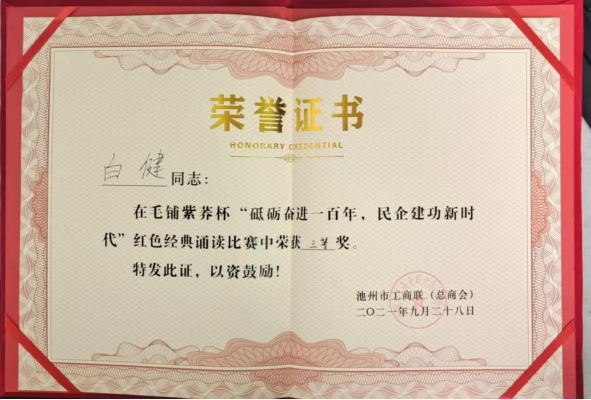 荣誉证书
HONORARY CREDENTIAL
白健同志：
在毛铺紫荞杯“砥砺奋进一百年，民企建功新时
代”红色经典诵读比赛中荣获三等奖。
特发此证，以资鼓励！
池州市工商联（总商会）
二〇二一年九月二十八日